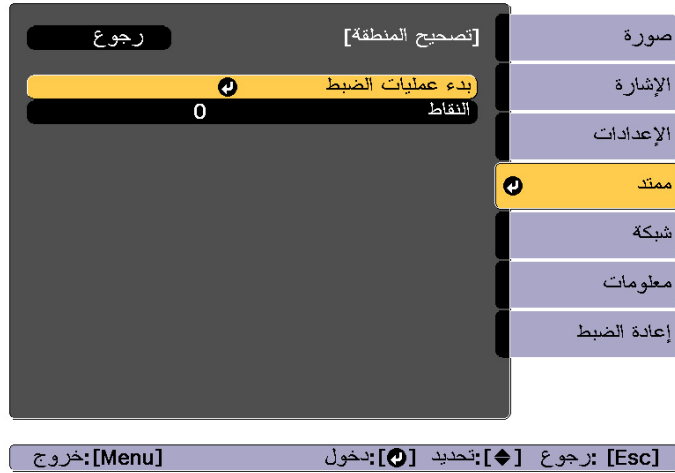 صورة
الإشارة
الإعدادات
ممتد
شبكة
معلومات
إعادة الضبط
[تصحيح المنطقة] رجوع
بدء عمليات الضبط
النقاط 0
[Esc] :رجوع [◆]:تحديد [↵]:دخول [Menu]:خروج